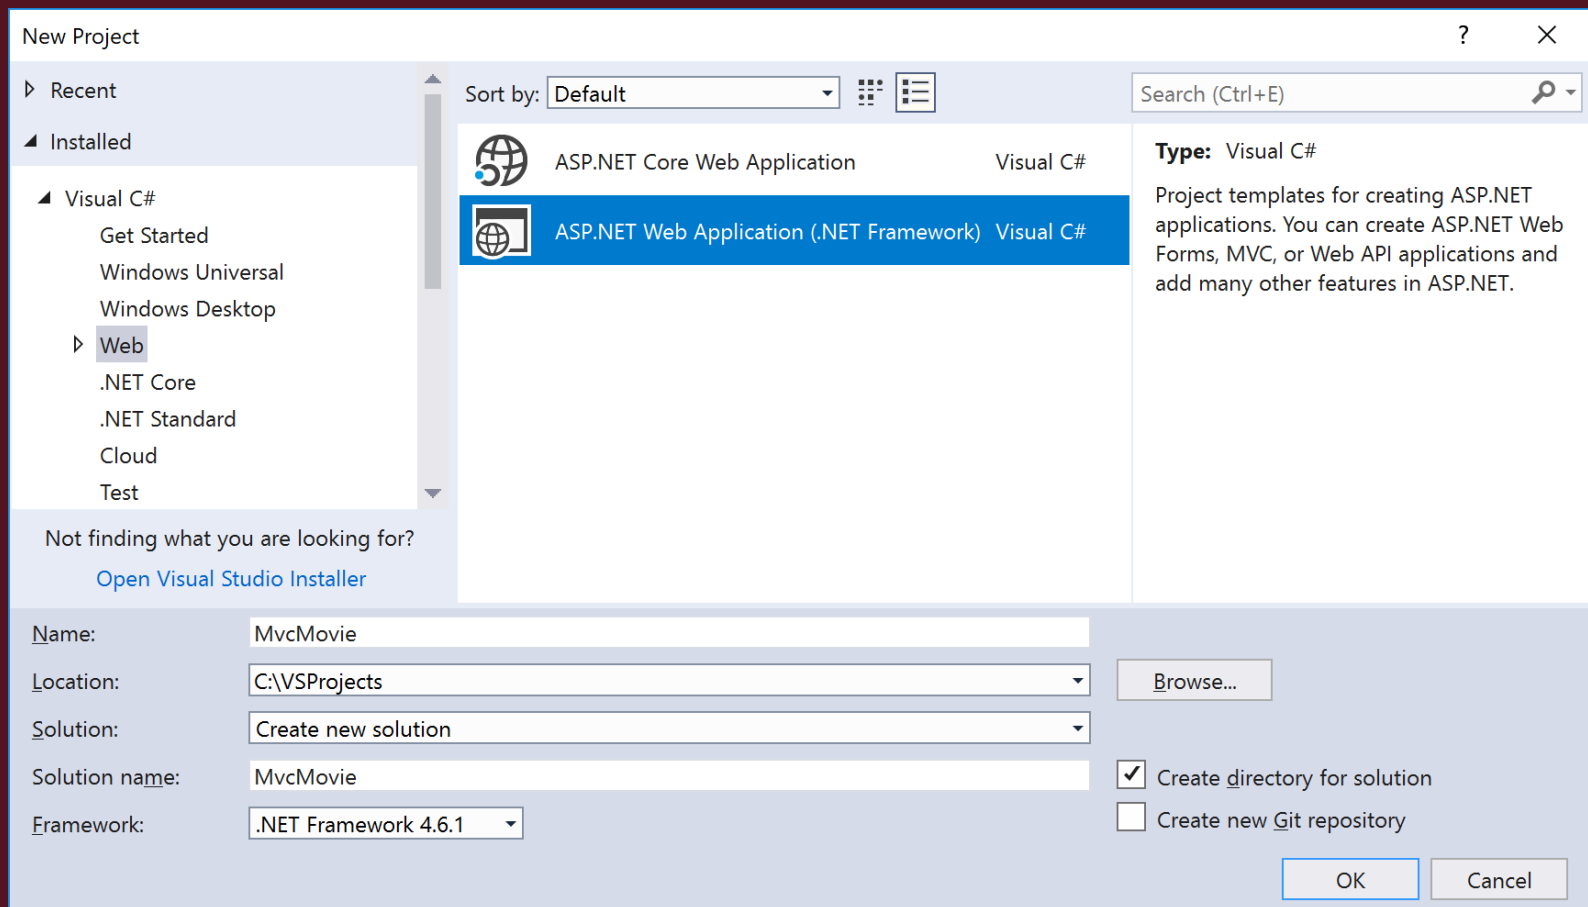 New Project
?
Recent
Installed
Visual C#
Get Started
Windows Universal
Windows Desktop
Web
.NET Core
.NET Standard
Cloud
Test
Not finding what you are looking for?
Open Visual Studio Installer
Sort by: Default
Search (Ctrl+E)
ASP.NET Core Web Application Visual C#
ASP.NET Web Application (.NET Framework) Visual C#
Type: Visual C#
Project templates for creating ASP.NET
applications. You can create ASP.NET Web
Forms, MVC, or Web API applications and
add many other features in ASP.NET.
Name: MvcMovie
Location: C:\VSProjects
Browse...
Solution: Create new solution
Solution name: MvcMovie
Create directory for solution
Framework: .NET Framework 4.6.1
Create new Git repository
OK Cancel